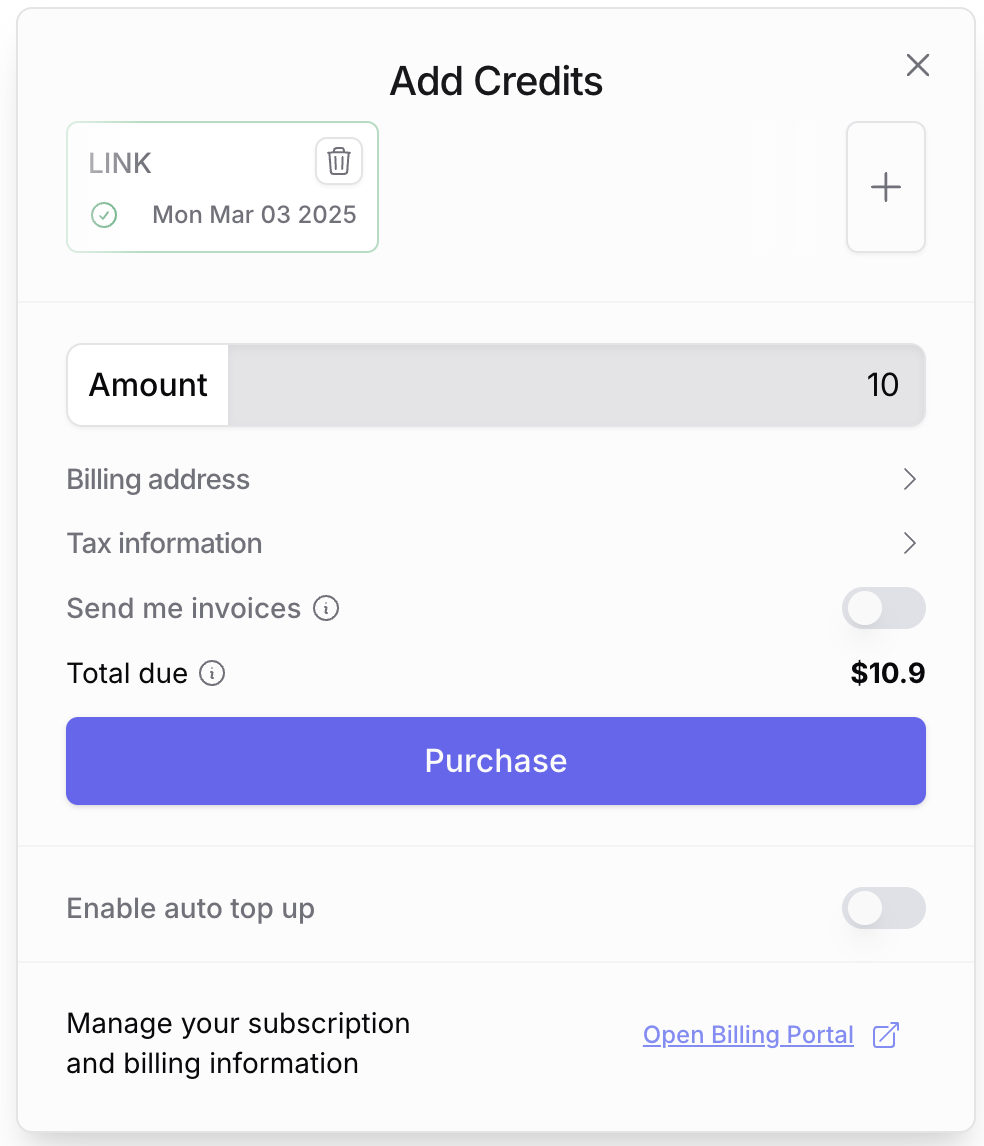 Add Credits
LINK
Mon Mar 03 2025
Amount 10
Billing address
Tax information
Send me invoices
Total due $10.9
Purchase
Enable auto top up
Manage your subscription
and billing information
Open Billing Portal